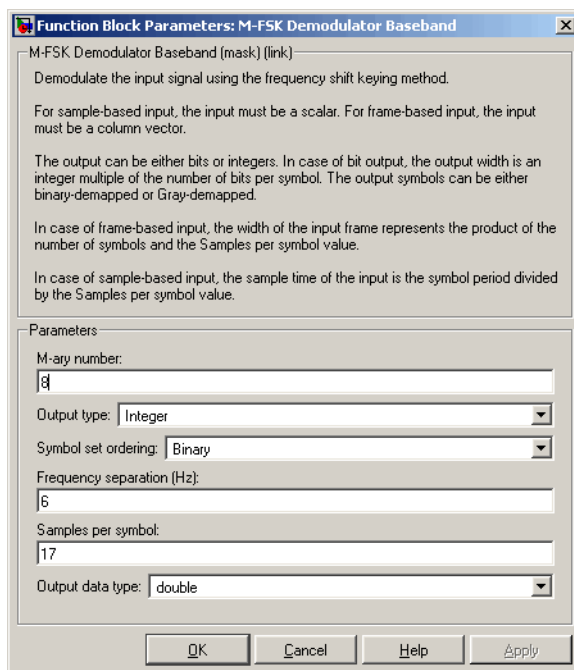 Function Block Parameters: M-FSK Demodulator Baseband
M-FSK Demodulator Baseband (mask) (link)
Demodulate the input signal using the frequency shift keying method.
For sample-based input, the input must be a scalar. For frame-based input, the input
must be a column vector.
The output can be either bits or integers. In case of bit output, the output width is an
integer multiple of the number of bits per symbol. The output symbols can be either
binary-demapped or Gray-demapped.
In case of frame-based input, the width of the input frame represents the product of the
number of symbols and the Samples per symbol value.
In case of sample-based input, the sample time of the input is the symbol period divided
by the Samples per symbol value.
Parameters
M-ary number:
8
Output type: Integer
Symbol set ordering: Binary
Frequency separation (Hz):
6
Samples per symbol:
17
Output data type: double
OK Cancel Help Apply